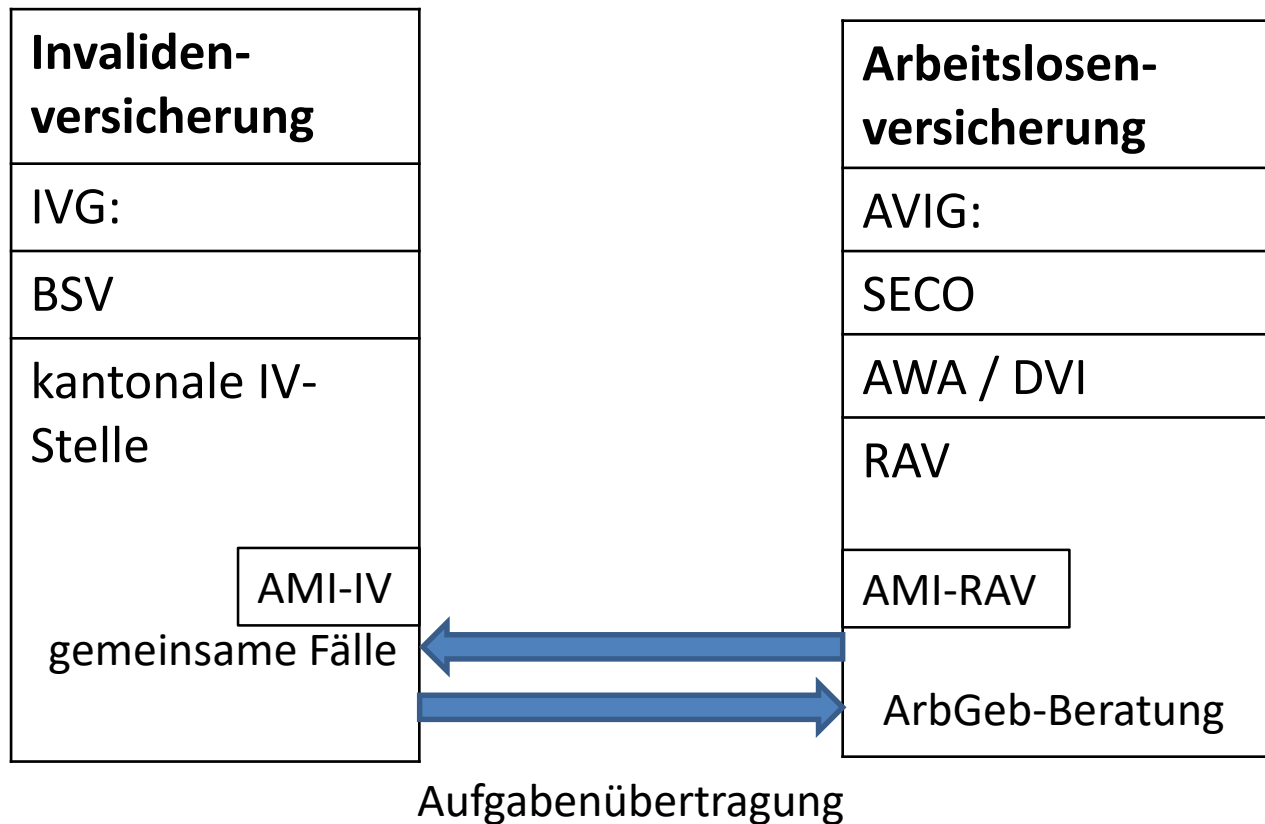 Invaliden-
versicherung
IVG:
BSV
kantonale IV-
Stelle
AMI-IV
gemeinsame Fälle
Arbeitslosen-
versicherung
AVIG:
SECO
AWA / DVI
RAV
AMI-RAV
ArbGeb-Beratung
Aufgabenübertragung